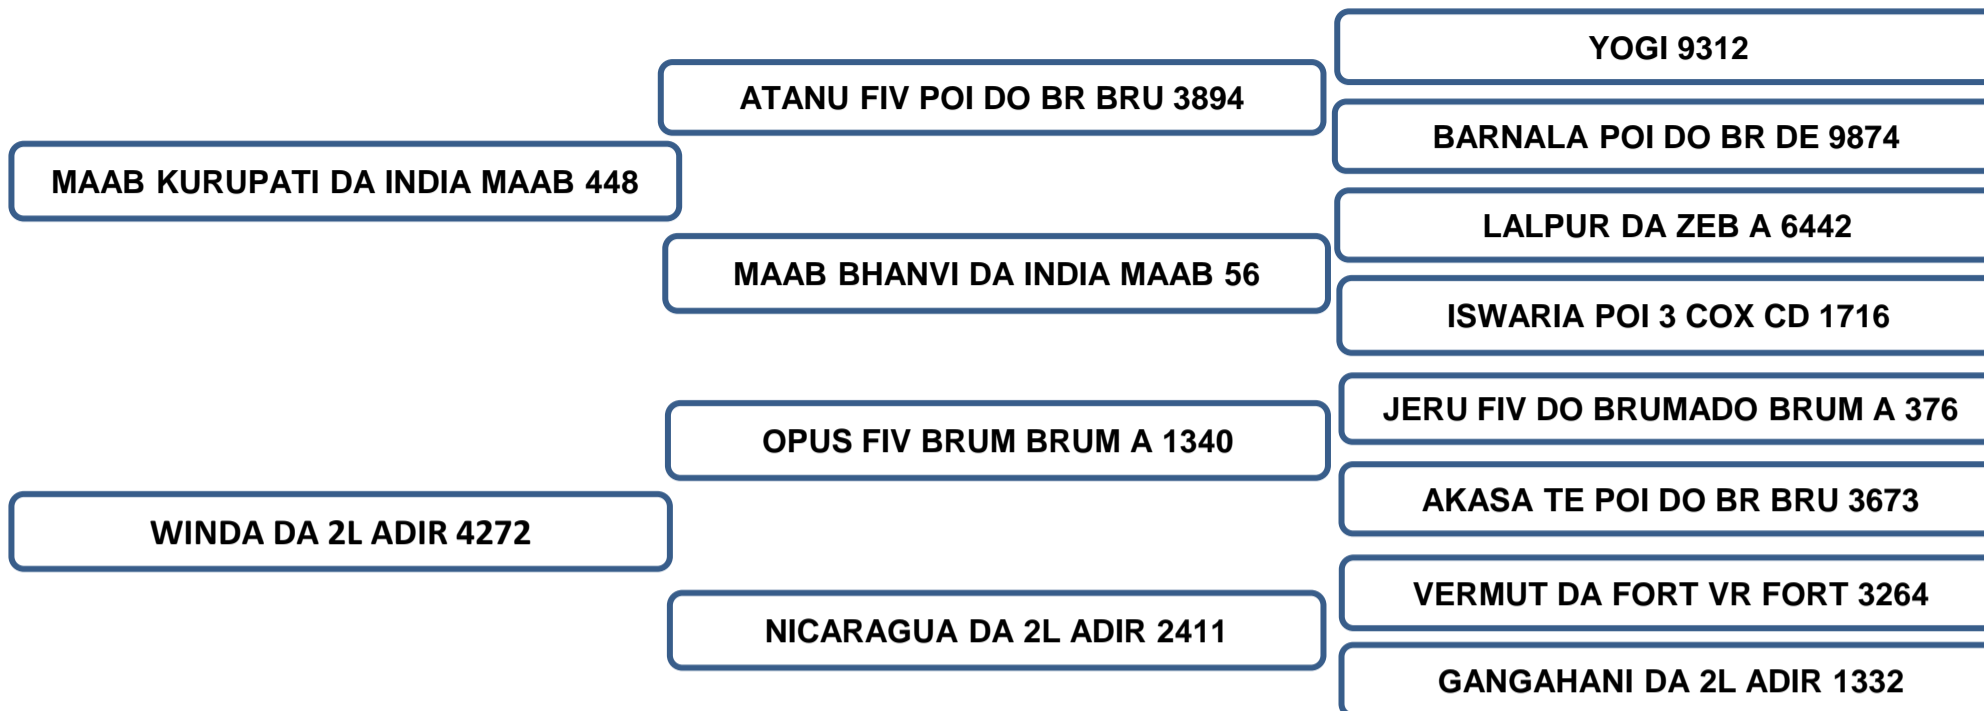 YOGI 9312
ATANU FIV POI DO BR BRU 3894
BARNALA POI DO BR DE 9874
MAAB KURUPATI DA INDIA MAAB 448
LALPUR DA ZEB A 6442
MAAB BHANVI DA INDIA MAAB 56
ISWARIA POI 3 COX CD 1716
JERU FIV DO BRUMADO BRUM A 376
OPUS FIV BRUM BRUM A 1340
AKASA TE POI DO BR BRU 3673
WINDA DA 2L ADIR 4272
VERMUT DA FORT VR FORT 3264
NICARAGUA DA 2L ADIR 2411
GANGAHANI DA 2L ADIR 1332